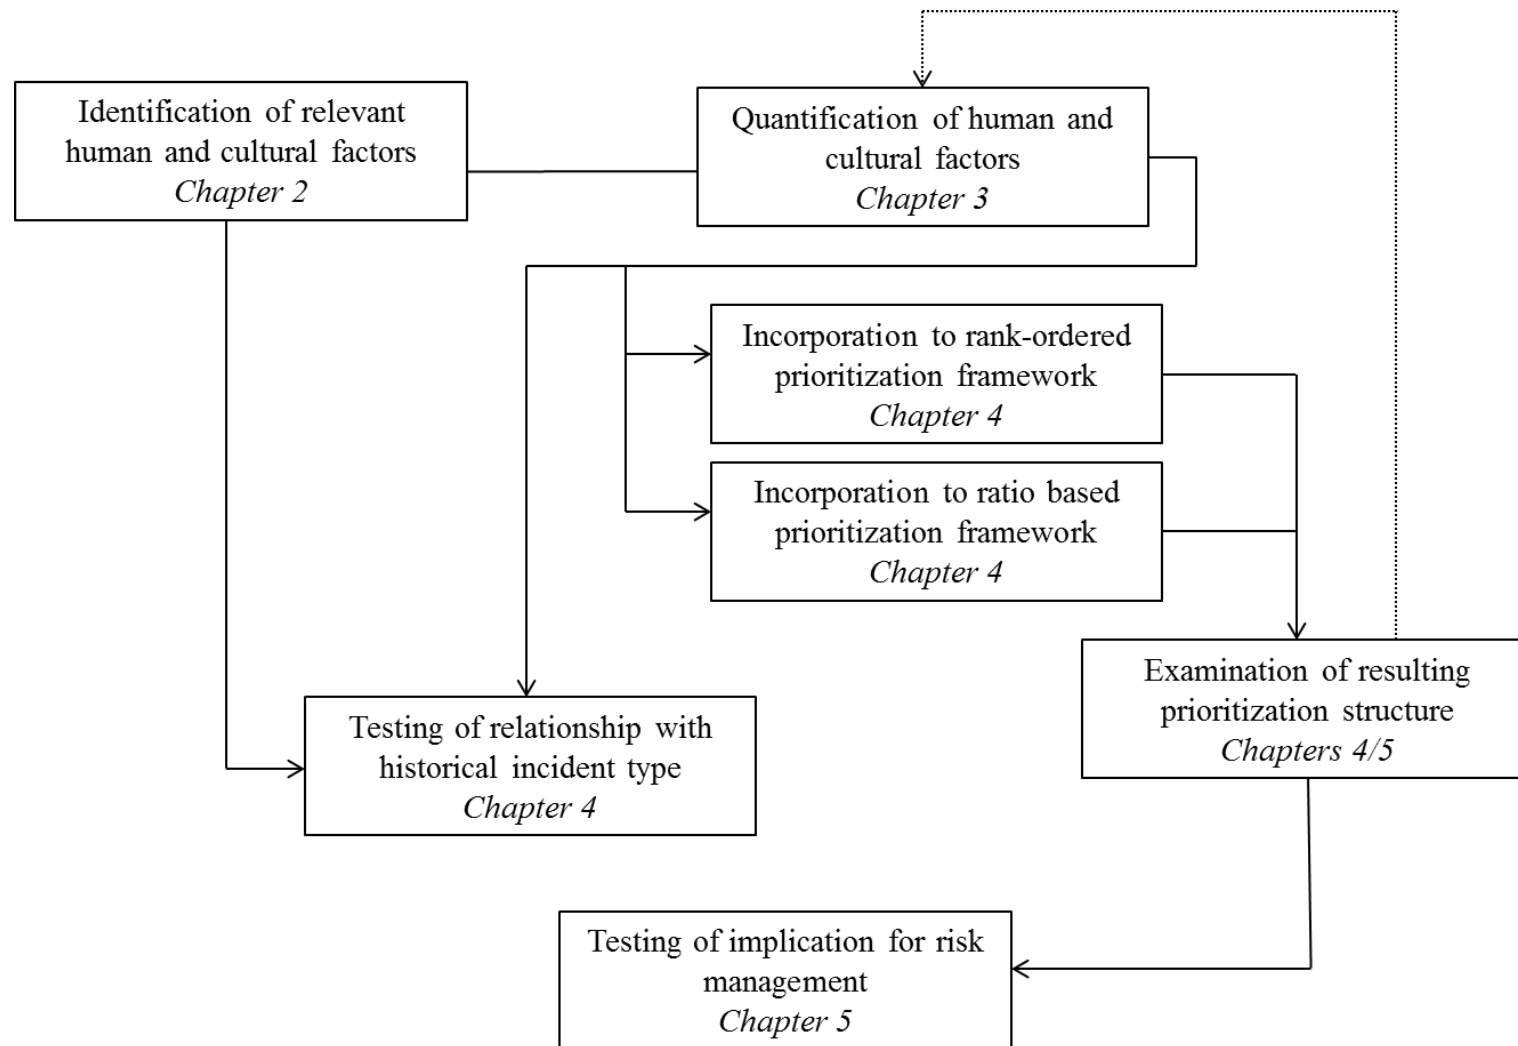 Identification of relevant
human and cultural factors
Chapter 2
Quantification of human and
cultural factors
Chapter 3
Incorporation to rank-ordered
prioritization framework
Chapter 4
Incorporation to ratio based
prioritization framework
Chapter 4
Examination of resulting
prioritization structure
Chapters 4/5
Testing of relationship with
historical incident type
Chapter 4
Testing of implication for risk
management
Chapter 5